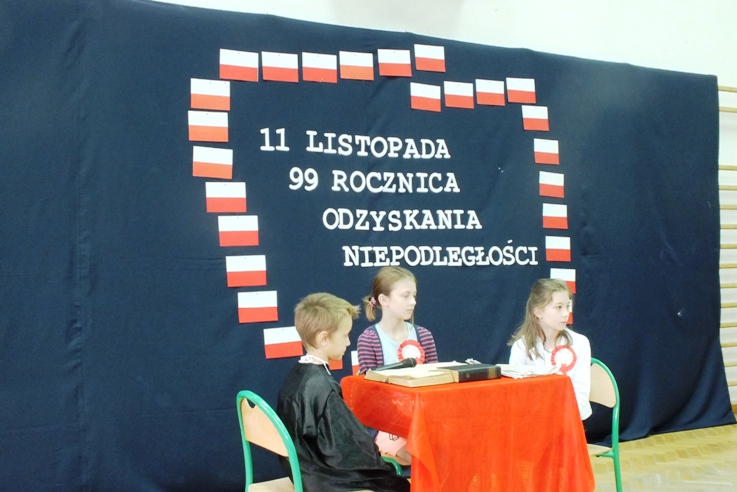 11 LISTOPADA
99 ROCZNICA
ODZYSKANIA
NIEPODLEGŁOŚCI